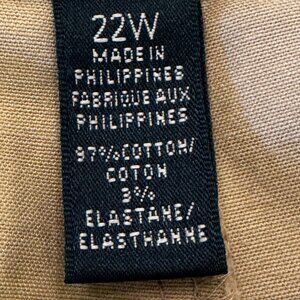 22W
MADE IN
PHILIPPINES
FABRIQUE AUX
PHILIPPINES
97% COTTON/
COTON
3%
ELASTANE/
ELASTHANNE